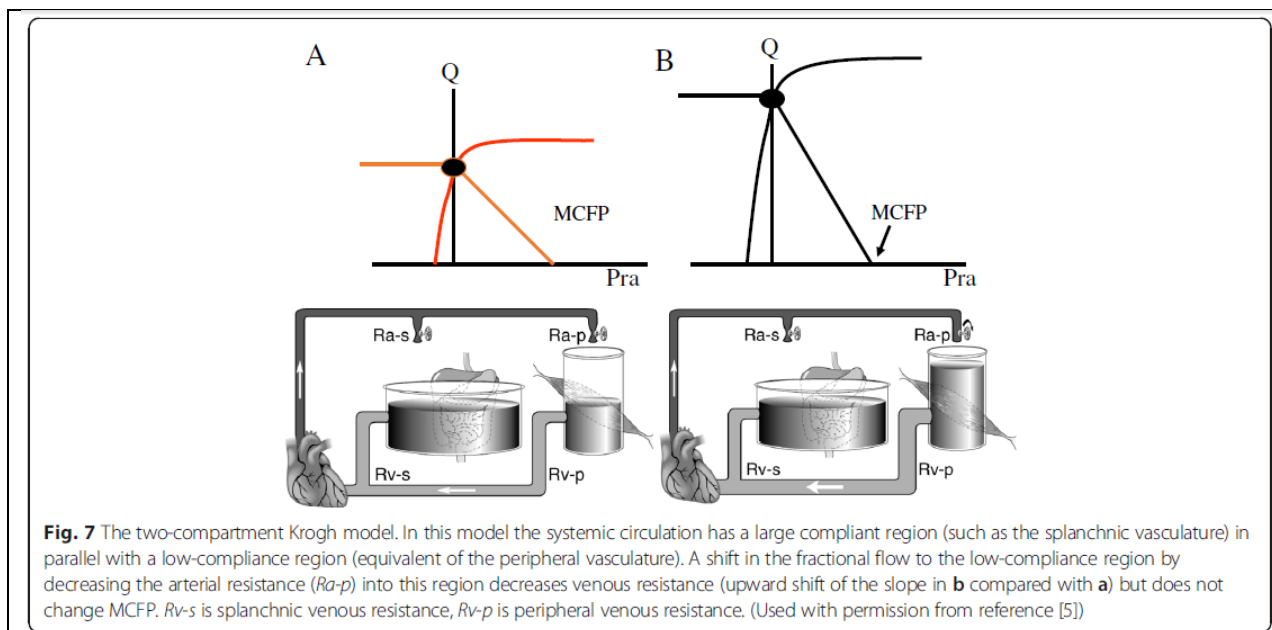 A
Q
MCFP
Pra
B
Q
MCFP
Pra
Ra-s
Ra-p
Rv-s
Rv-p
Ra-s
Ra-p
Rv-s
Rv-p
Fig. 7 The two-compartment Krogh model. In this model the systemic circulation has a large compliant region (such as the splanchnic vasculature) in
parallel with a low-compliance region (equivalent of the peripheral vasculature). A shift in the fractional flow to the low-compliance region by
decreasing the arterial resistance (Ra-p) into this region decreases venous resistance (upward shift of the slope in b compared with a) but does not
change MCFP. Rv-s is splanchnic venous resistance, Rv-p is peripheral venous resistance. (Used with permission from reference [5])